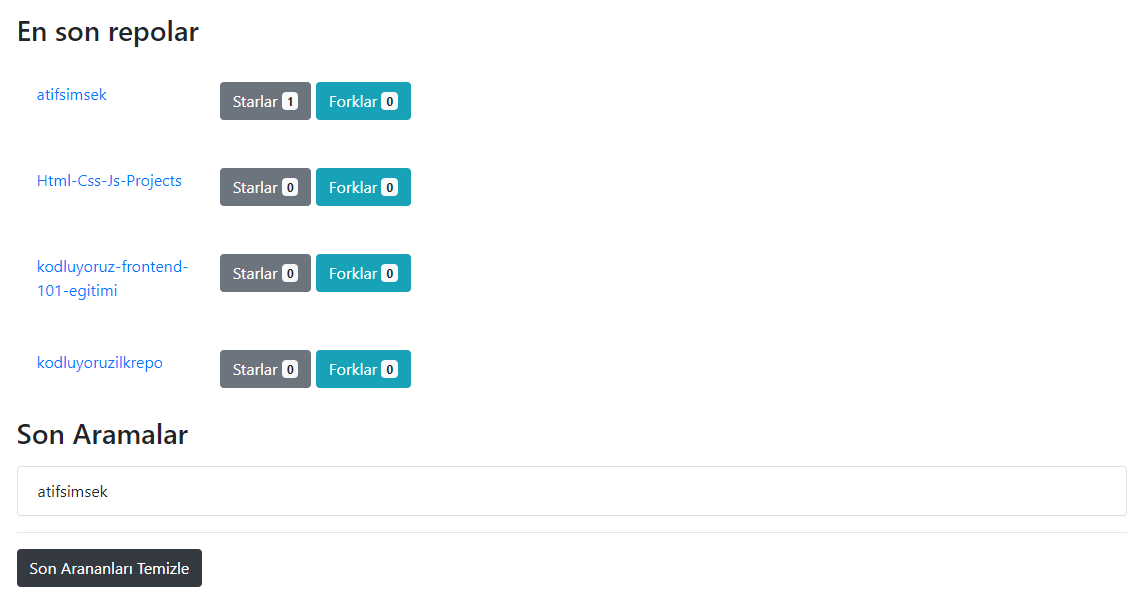 En son repolar
atifsimsek Starlar 1 Forklar 0
Html-Css-Js-Projects Starlar 0 Forklar 0
kodluyoruz-frontend- Starlar 0 Forklar 0
101-egitimi
kodluyoruzilkrepo Starlar 0 Forklar 0
Son Aramalar
atifsimsek
Son Arananları Temizle